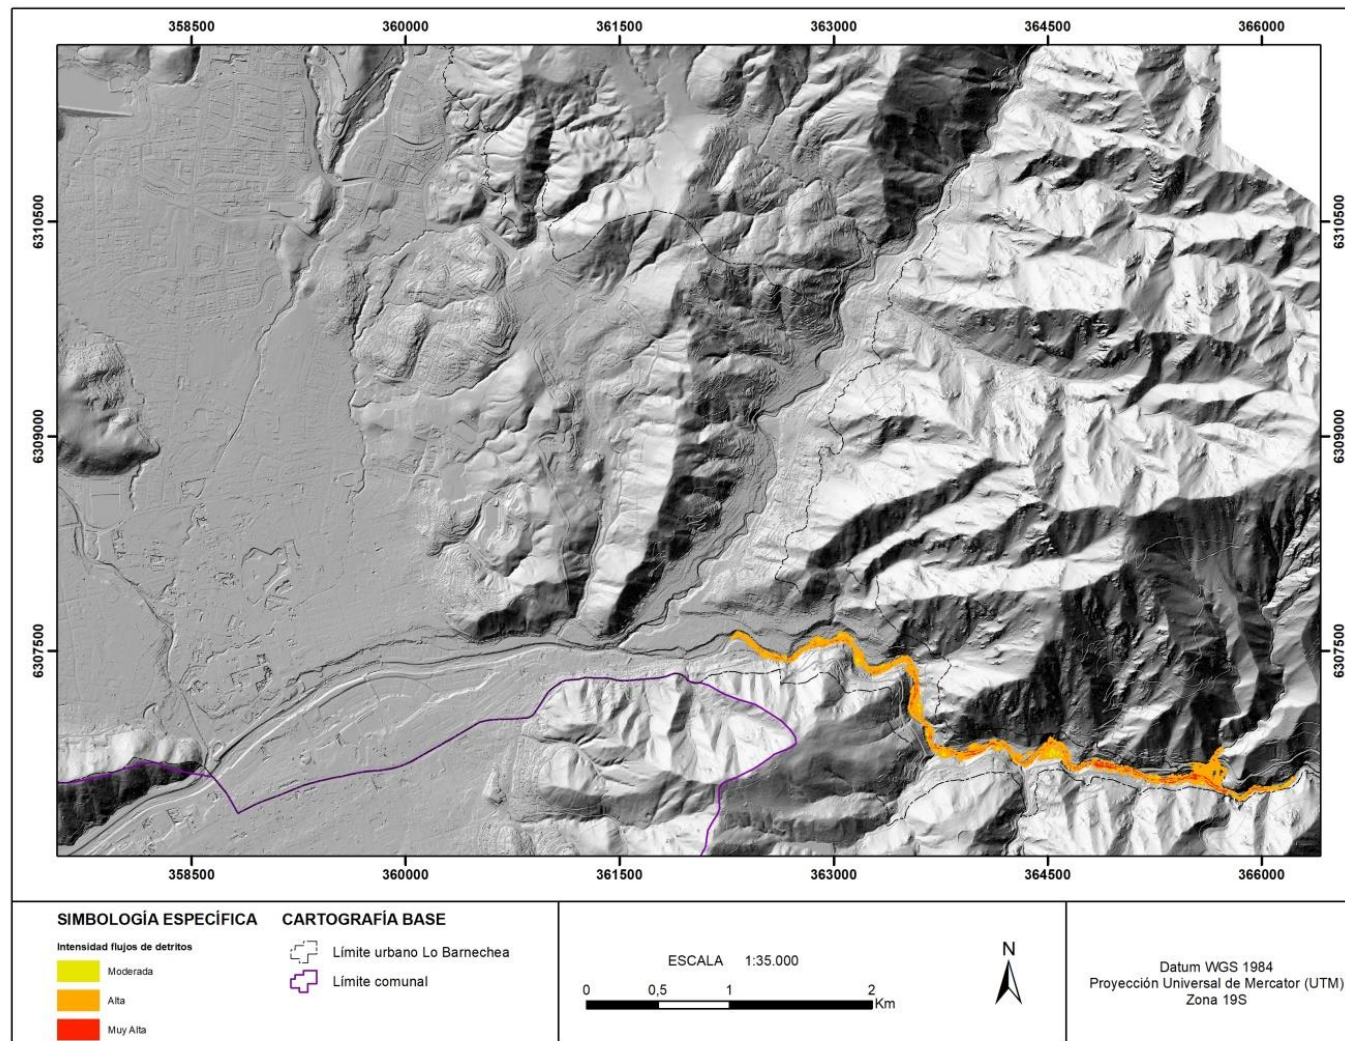 358500 360000 361500 363000 364500 366000
6310500 6310500
6309000 6309000
6307500 6307500
358500 360000 361500 363000 364500 366000
SIMBOLOGÍA ESPECÍFICA
Intensidad flujos de detritos
Moderada
Alta
Muy Alta
CARTOGRAFÍA BASE
Límite urbano Lo Barnechea
Límite comunal
ESCALA 1:35.000
0 0,5 1 2
Km
N
Datum WGS 1984
Proyección Universal de Mercator (UTM)
Zona 19S